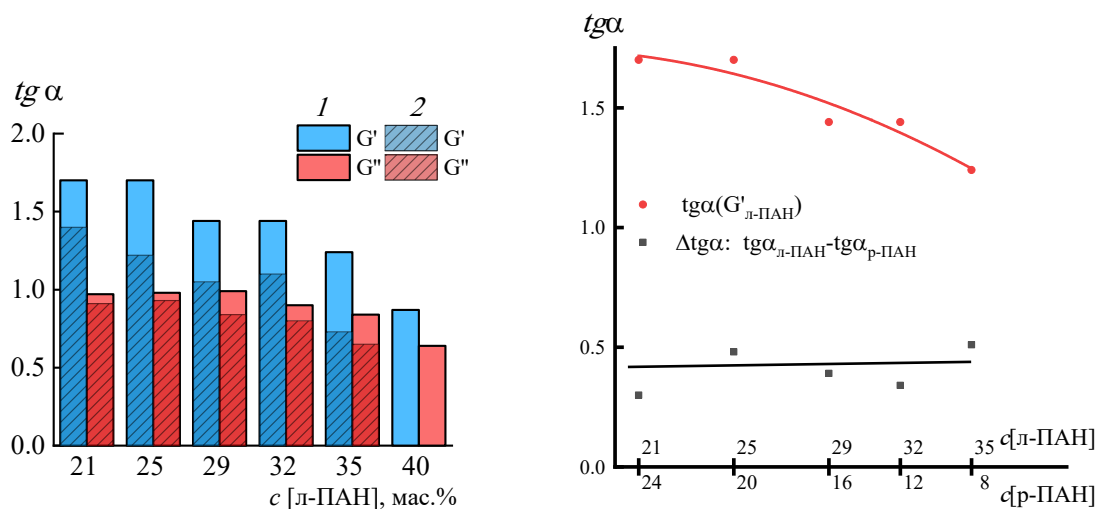 tg α
2.0
1.5
1.0
0.5
0.0
1 2
G' G'
G" G"
21 25 29 32 35 40
c [л-ПАН], мас.%
tgα
1.5
1.0
0.5
0.0
tgα(G'л-ПАН)
Δtgα: tgαл-ПАН-tgαр-ПАН
21 25 29 32 35 c[л-ПАН]
24 20 16 12 8 c[р-ПАН]